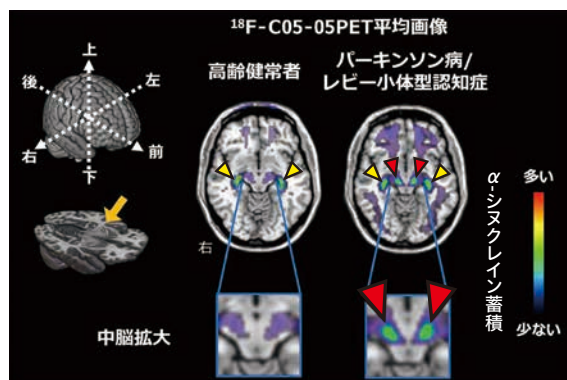 ¹⁸F-C05-05PET平均画像
高齢健常者
パーキンソン病/
レビー小体型認知症
上
後
左
右
前
下
右
α-シヌクレイン蓄積
多い
少ない
中脳拡大